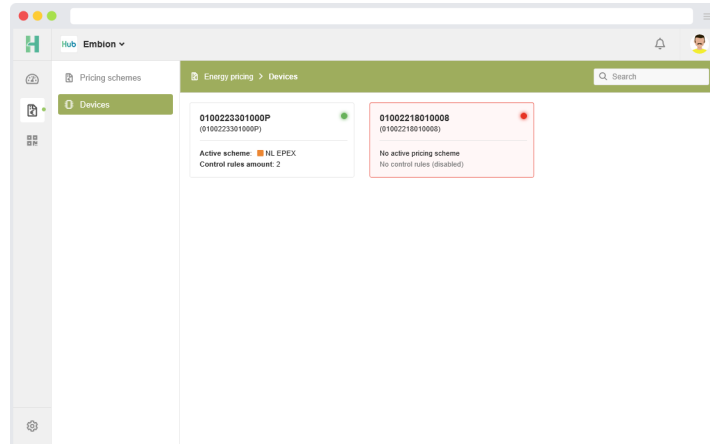 H
Hub Embion
Pricing schemes
Devices
Energy pricing > Devices
Search
0100223301000P
(0100223301000P)
Active scheme: NL EPEX
Control rules amount: 2
01002218010008
(01002218010008)
No active pricing scheme
No control rules (disabled)